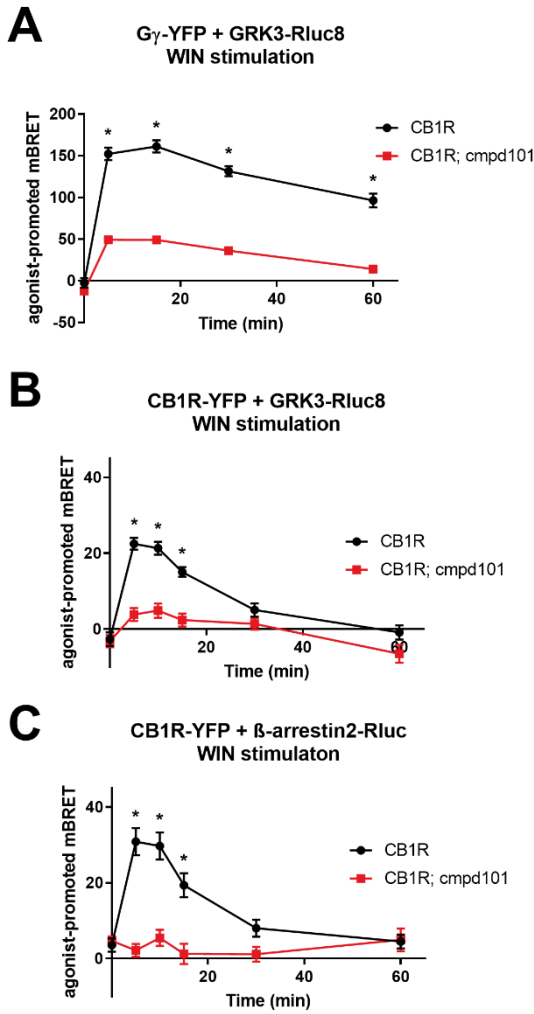 A
Gγ-YFP + GRK3-Rluc8
WIN stimulation
agonist-promoted mBRET
200
150
100
50
0
-50
20
40
60
Time (min)
*
*
*
*
CB1R
CB1R; cmpd101
B
CB1R-YFP + GRK3-Rluc8
WIN stimulation
agonist-promoted mBRET
40
20
0
20
40
60
Time (min)
*
*
*
CB1R
CB1R; cmpd101
C
CB1R-YFP + ß-arrestin2-Rluc
WIN stimulaton
agonist-promoted mBRET
40
20
0
20
40
60
Time (min)
*
*
*
CB1R
CB1R; cmpd101